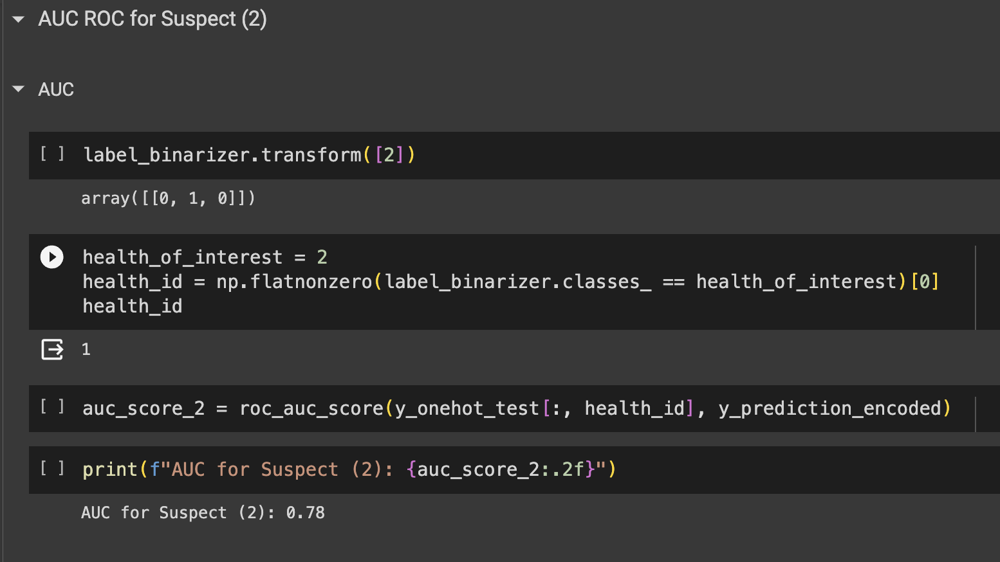 AUC ROC for Suspect (2)
AUC
[ ] label_binarizer.transform([2])
array([[0, 1, 0]])
health_of_interest = 2
health_id = np.flatnonzero(label_binarizer.classes_ == health_of_interest)[0]
health_id
1
[ ] auc_score_2 = roc_auc_score(y_onehot_test[:, health_id], y_prediction_encoded)
[ ] print(f"AUC for Suspect (2): {auc_score_2:.2f}")
AUC for Suspect (2): 0.78